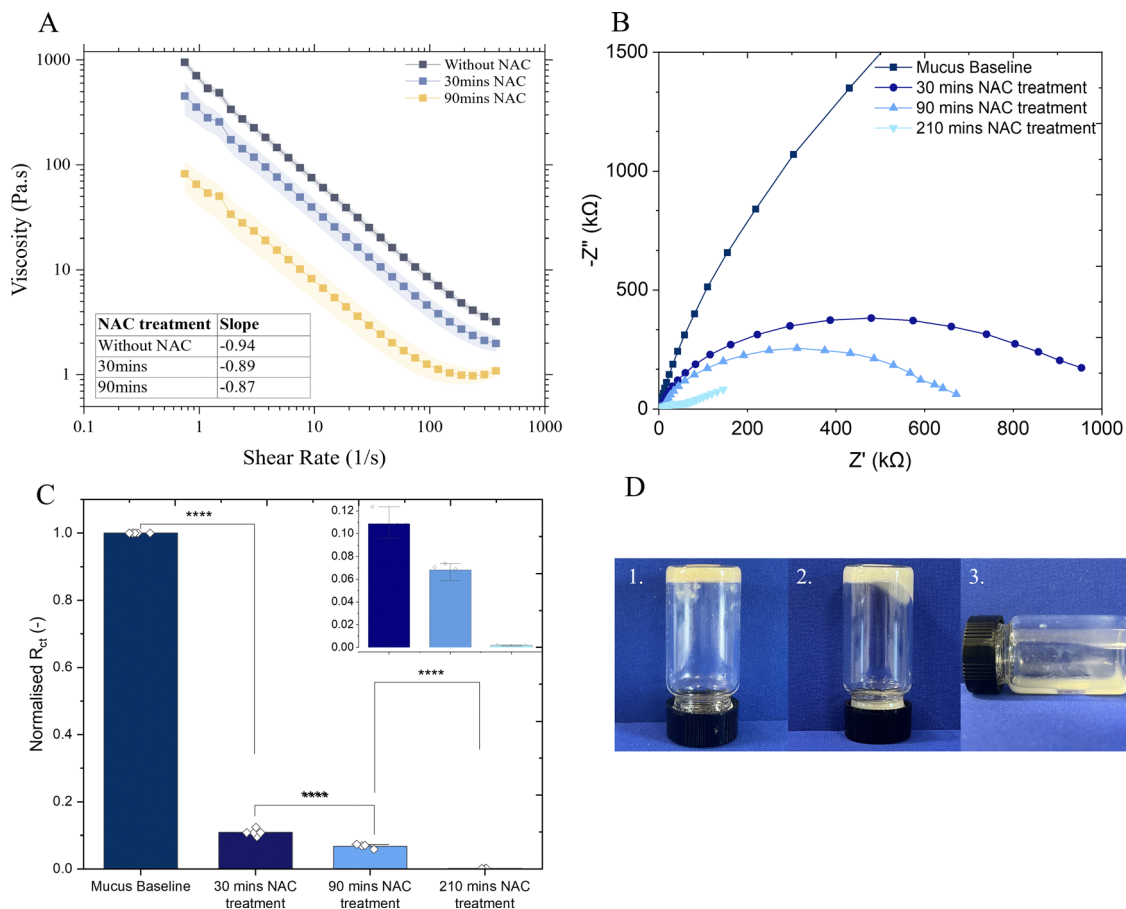 A
1000
100
10
1
Viscosity (Pa.s)
0.1
1
10
100
1000
Shear Rate (1/s)
Without NAC
30mins NAC
90mins NAC
NAC treatment Slope
Without NAC -0.94
30mins -0.89
90mins -0.87
B
1500
1000
500
0
-Z" (kΩ)
0
200
400
600
800
1000
Z' (kΩ)
Mucus Baseline
30 mins NAC treatment
90 mins NAC treatment
210 mins NAC treatment
C
1.0
0.8
0.6
0.4
0.2
0.0
Normalised Rct (-)
****
****
****
0.12
0.10
0.08
0.06
0.04
0.02
0.00
Mucus Baseline
30 mins NAC
treatment
90 mins NAC
treatment
210 mins NAC
treatment
D
1.
2.
3.